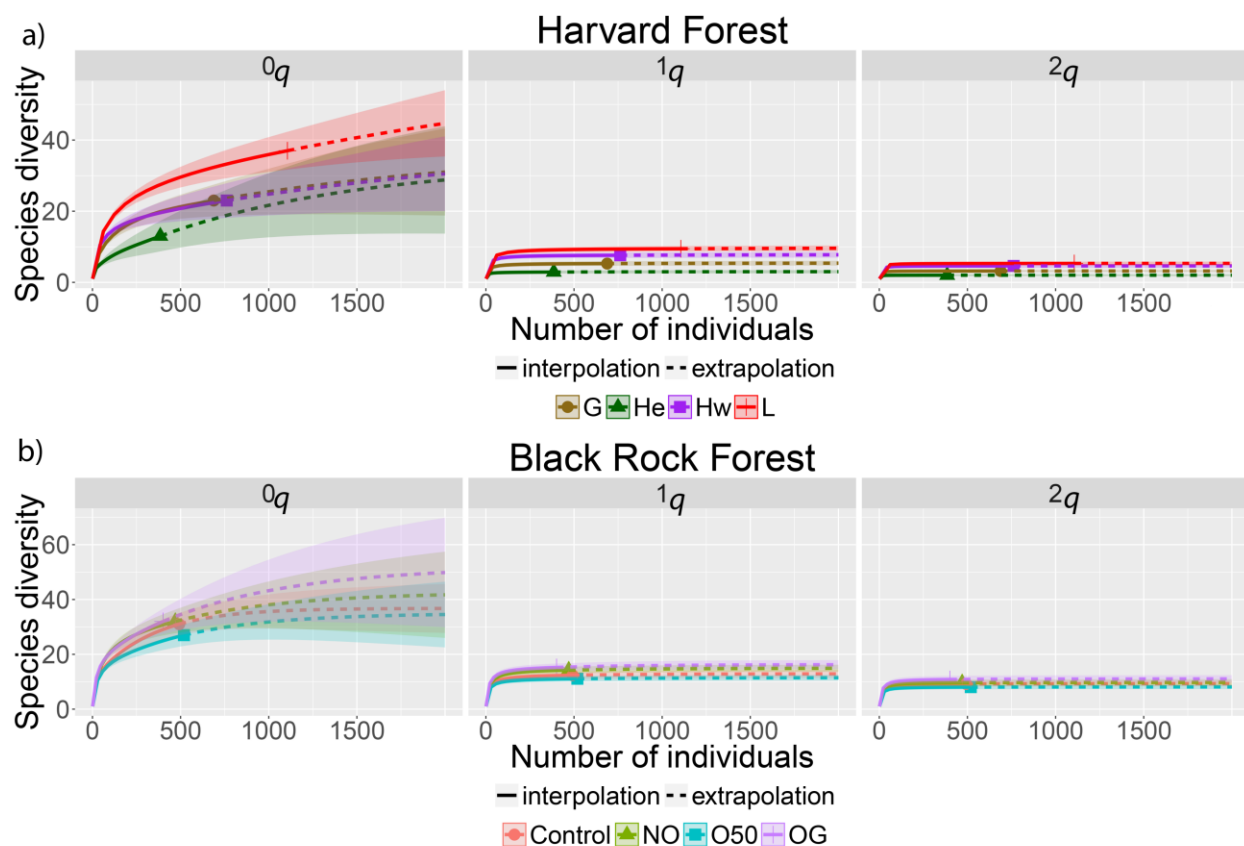 a)
Harvard Forest
0q 1q 2q
Species diversity
40
20
0
0 500 1000 1500 0 500 1000 1500 0 500 1000 1500
Number of individuals
interpolation extrapolation
G He Hw L
b)
Black Rock Forest
0q 1q 2q
Species diversity
60
40
20
0
0 500 1000 1500 0 500 1000 1500 0 500 1000 1500
Number of individuals
interpolation extrapolation
Control NO O50 OG